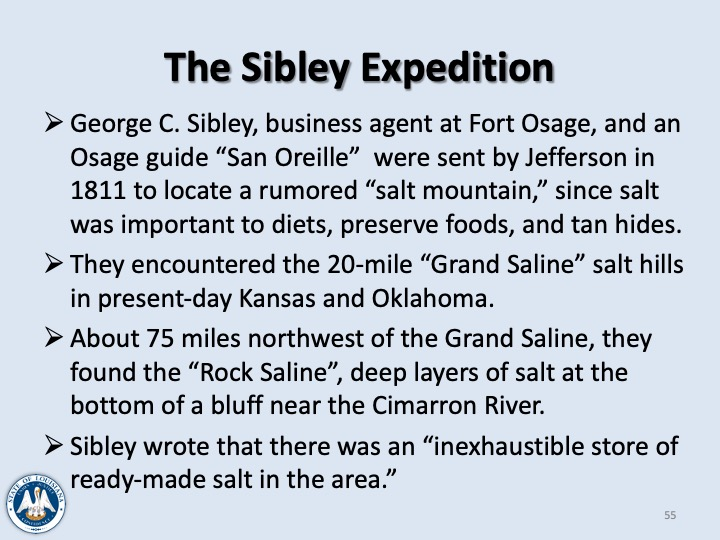 The Sibley Expedition
➢ George C. Sibley, business agent at Fort Osage, and an
Osage guide “San Oreille”  were sent by Jefferson in
1811 to locate a rumored “salt mountain,” since salt
was important to diets, preserve foods, and tan hides.
➢ They encountered the 20-mile “Grand Saline” salt hills
in present-day Kansas and Oklahoma.
➢ About 75 miles northwest of the Grand Saline, they
found the “Rock Saline”, deep layers of salt at the
bottom of a bluff near the Cimarron River.
➢ Sibley wrote that there was an “inexhaustible store of
ready-made salt in the area.”
STATE OF LOUISIANA
CONFIDENCE
55